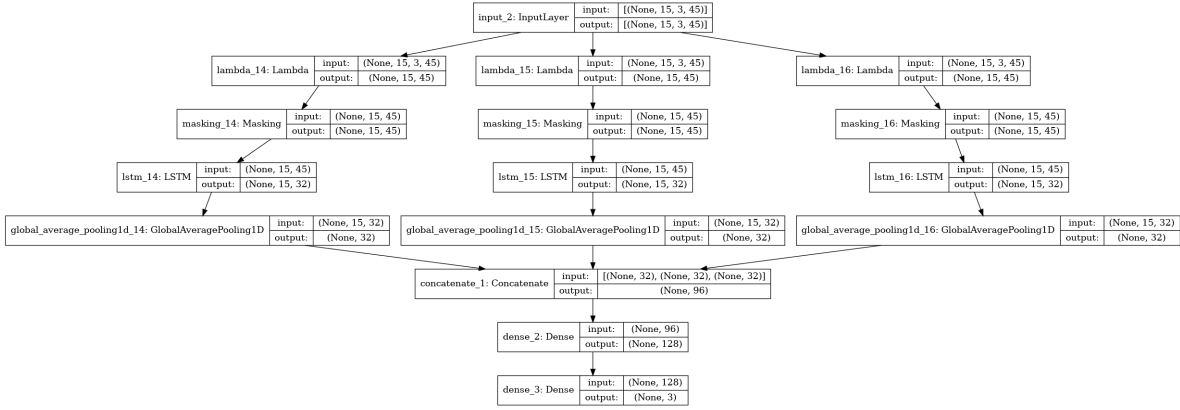 input_2: InputLayer input: [(None, 15, 3, 45)]
output: [(None, 15, 3, 45)]
lambda_14: Lambda input: (None, 15, 3, 45)
output: (None, 15, 45)
lambda_15: Lambda input: (None, 15, 3, 45)
output: (None, 15, 45)
lambda_16: Lambda input: (None, 15, 3, 45)
output: (None, 15, 45)
masking_14: Masking input: (None, 15, 45)
output: (None, 15, 45)
masking_15: Masking input: (None, 15, 45)
output: (None, 15, 45)
masking_16: Masking input: (None, 15, 45)
output: (None, 15, 45)
lstm_14: LSTM input: (None, 15, 45)
output: (None, 15, 32)
lstm_15: LSTM input: (None, 15, 45)
output: (None, 15, 32)
lstm_16: LSTM input: (None, 15, 45)
output: (None, 15, 32)
global_average_pooling1d_14: GlobalAveragePooling1D input: (None, 15, 32)
output: (None, 32)
global_average_pooling1d_15: GlobalAveragePooling1D input: (None, 15, 32)
output: (None, 32)
global_average_pooling1d_16: GlobalAveragePooling1D input: (None, 15, 32)
output: (None, 32)
concatenate_1: Concatenate input: [(None, 32), (None, 32), (None, 32)]
output: (None, 96)
dense_2: Dense input: (None, 96)
output: (None, 128)
dense_3: Dense input: (None, 128)
output: (None, 3)